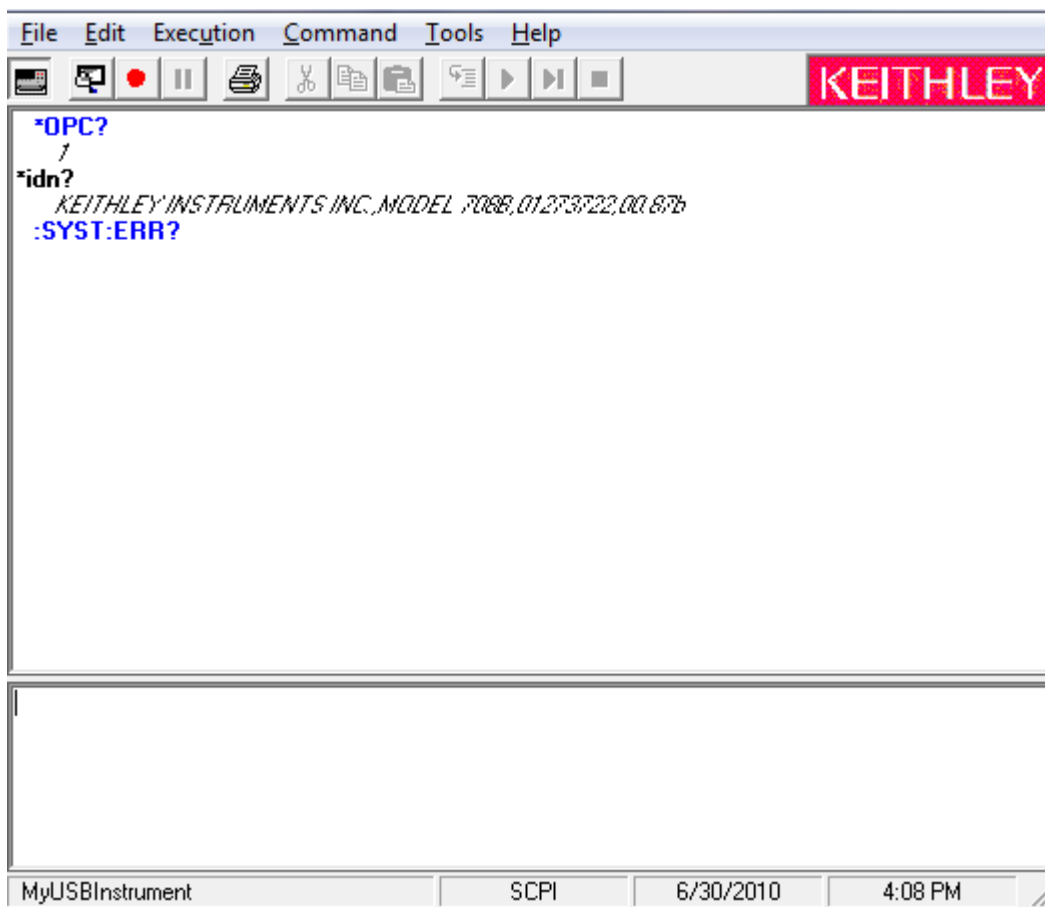 File Edit Execution Command Tools Help
KEITHLEY
*OPC?
1
*idn?
KEITHLEY INSTRUMENTS INC.,MODEL 708B,01273722,00.87b
:SYST:ERR?
MyUSBInstrument SCPI 6/30/2010 4:08 PM